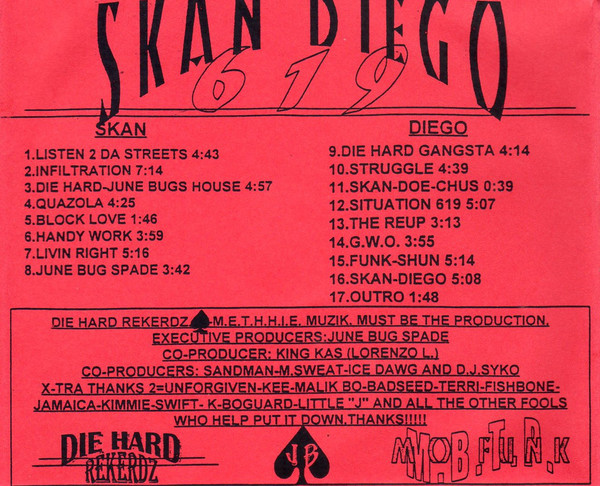 SKAN DIEGO
619
SKAN
1.LISTEN 2 DA STREETS 4:43
2.INFILTRATION 7:14
3.DIE HARD-JUNE BUGS HOUSE 4:57
4.QUAZOLA 4:25
5.BLOCK LOVE 1:46
6.HANDY WORK 3:59
7.LIVIN RIGHT 5:16
8.JUNE BUG SPADE 3:42
DIEGO
9.DIE HARD GANGSTA 4:14
10.STRUGGLE 4:39
11.SKAN-DOE-CHUS 0:39
12.SITUATION 619 5:07
13.THE REUP 3:13
14.G.W.O. 3:55
15.FUNK-SHUN 5:14
16.SKAN-DIEGO 5:08
17.OUTRO 1:48
DIE HARD REKERDZ♠-M.E.T.H.H.I.E. MUZIK. MUST BE THE PRODUCTION.
EXECUTIVE PRODUCERS:JUNE BUG SPADE
CO-PRODUCER: KING KAS (LORENZO L.)
CO-PRODUCERS: SANDMAN-M,SWEAT-ICE DAWG AND D.J.SYKO
X-TRA THANKS 2=UNFORGIVEN-KEE-MALIK BO-BADSEED-TERRI-FISHBONE-
JAMAICA-KIMMIE-SWIFT- K-BOGUARD-LITTLE "J" AND ALL THE OTHER FOOLS
WHO HELP PUT IT DOWN.THANKS!!!!!
DIE HARD
REKERDZ
J B